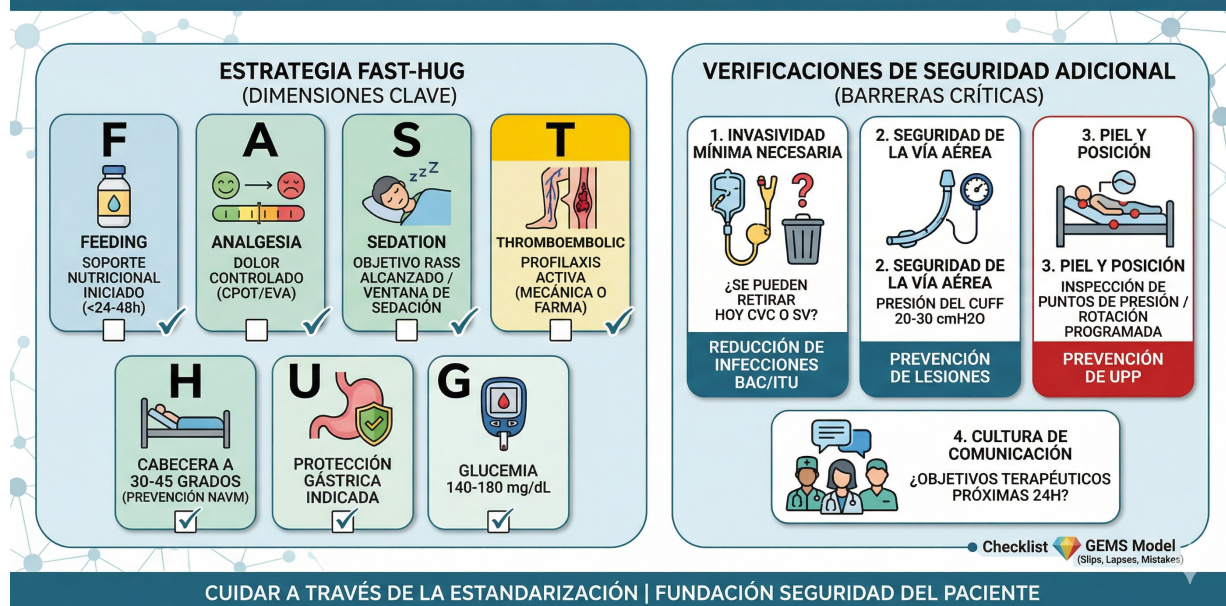 ESTRATEGIA FAST-HUG
(DIMENSIONES CLAVE)
F
FEEDING
SOPORTE
NUTRICIONAL
INICIADO
(<24-48h)
A
ANALGESIA
DOLOR
CONTROLADO
(CPOT/EVA)
S
zzz
SEDATION
OBJETIVO RASS
ALCANZADO /
VENTANA DE
SEDACIÓN
T
THROMBOEMBOLIC
PROFILAXIS
ACTIVA
(MECÁNICA O
FARMA)
H
CABECERA A
30-45 GRADOS
(PREVENCIÓN NAVM)
U
PROTECCIÓN
GÁSTRICA
INDICADA
G
GLUCEMIA
140-180 mg/dL
VERIFICACIONES DE SEGURIDAD ADICIONAL
(BARRERAS CRÍTICAS)
1. INVASIVIDAD
MÍNIMA NECESARIA
?
¿SE PUEDEN
RETIRAR
HOY CVC O SV?
REDUCCIÓN DE
INFECCIONES
BAC/ITU
2. SEGURIDAD DE
LA VÍA AÉREA
2. SEGURIDAD DE
LA VÍA AÉREA
PRESIÓN DEL CUFF
20-30 cmH2O
PREVENCIÓN
DE LESIONES
3. PIEL Y
POSICIÓN
3. PIEL Y POSICIÓN
INSPECCIÓN DE
PUNTOS DE PRESIÓN /
ROTACIÓN
PROGRAMADA
PREVENCIÓN
DE UPP
4. CULTURA DE
COMUNICACIÓN
¿OBJETIVOS TERAPÉUTICOS
PRÓXIMAS 24H?
Checklist GEMS Model
(Slips, Lapses, Mistakes)
CUIDAR A TRAVÉS DE LA ESTANDARIZACIÓN | FUNDACIÓN SEGURIDAD DEL PACIENTE